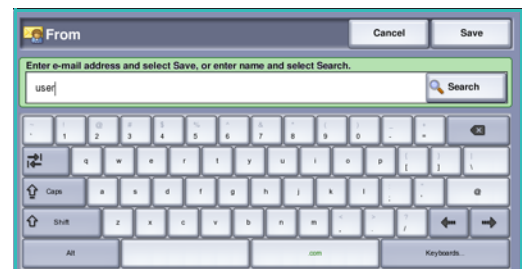 From
Cancel
Save
Enter e-mail address and select Save, or enter name and select Search.
user
Search
1 2 3 4 5 6 7 8 9 0
q w e r t y u i o p [ ] \
Caps a s d f g h j k l ; @
Shift z x c v b n m , . /
Alt .com Keyboards...